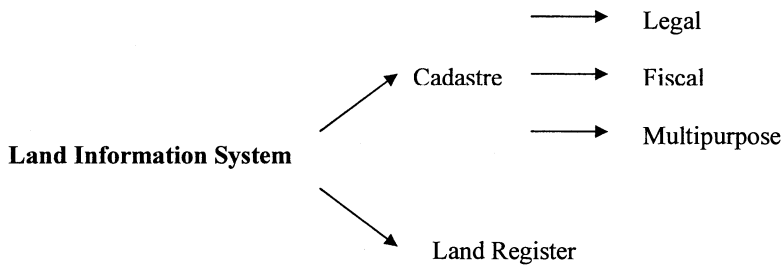 Legal
Cadastre
Fiscal
Multipurpose
Land Information System
Land Register